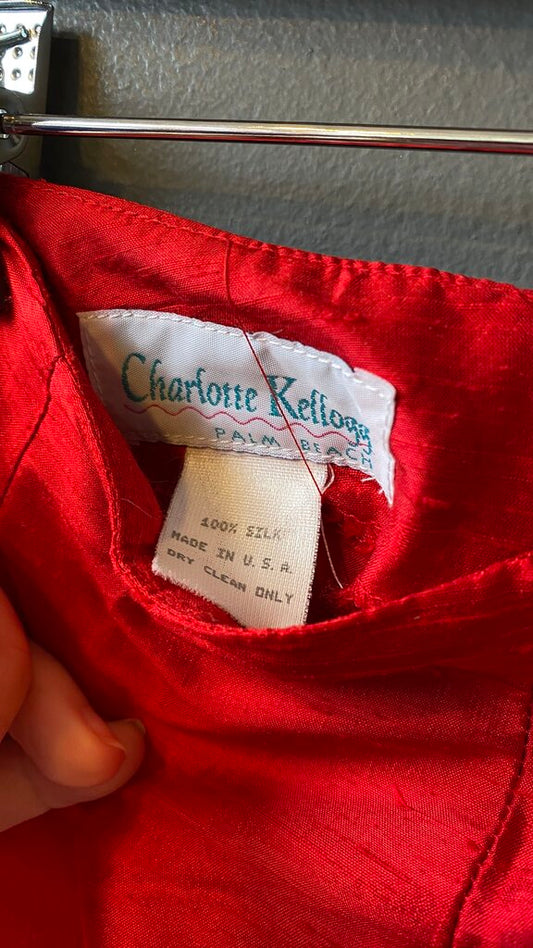 Charlotte Kellogg
PALM BEACH
100% SILK
MADE IN U.S.A.
DRY CLEAN ONLY